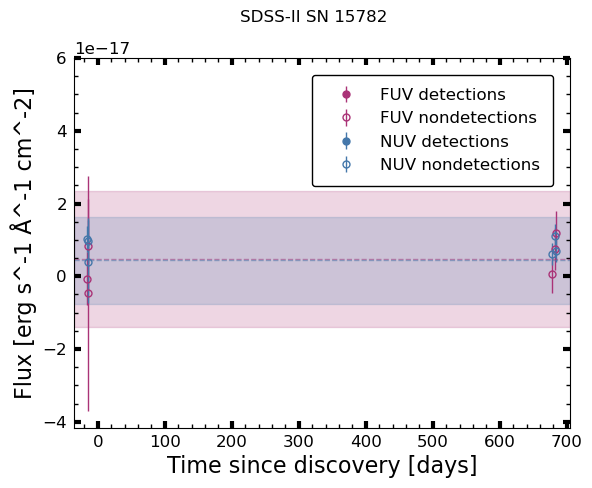 SDSS-II SN 15782
1e−17
FUV detections
FUV nondetections
NUV detections
NUV nondetections
6
4
2
0
−2
−4
Flux [erg s^-1 Å^-1 cm^-2]
0 100 200 300 400 500 600 700
Time since discovery [days]